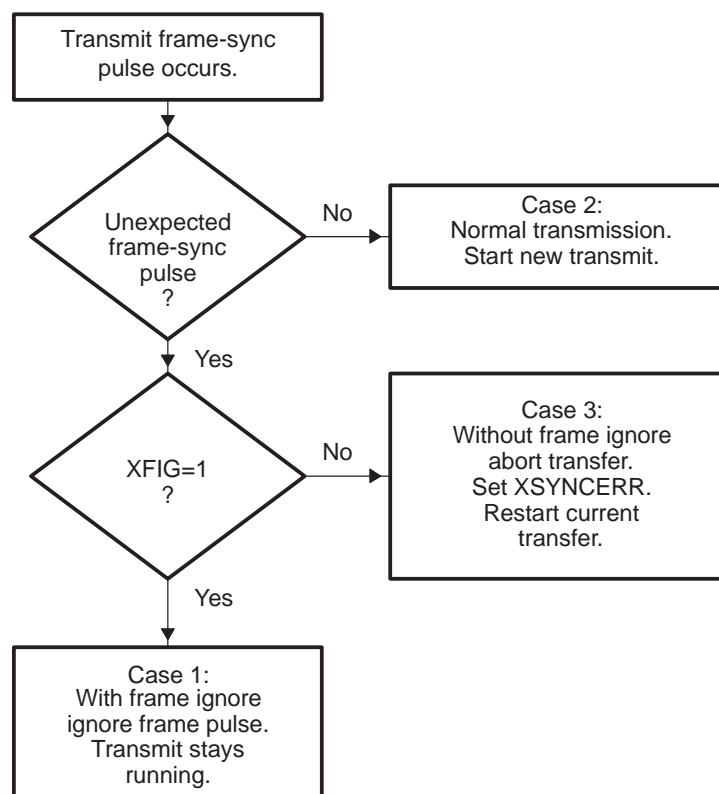 Transmit frame-sync
pulse occurs.
Unexpected
frame-sync
pulse
?
No
Case 2:
Normal transmission.
Start new transmit.
Yes
XFIG=1
?
No
Case 3:
Without frame ignore
abort transfer.
Set XSYNCERR.
Restart current
transfer.
Yes
Case 1:
With frame ignore
ignore frame pulse.
Transmit stays
running.